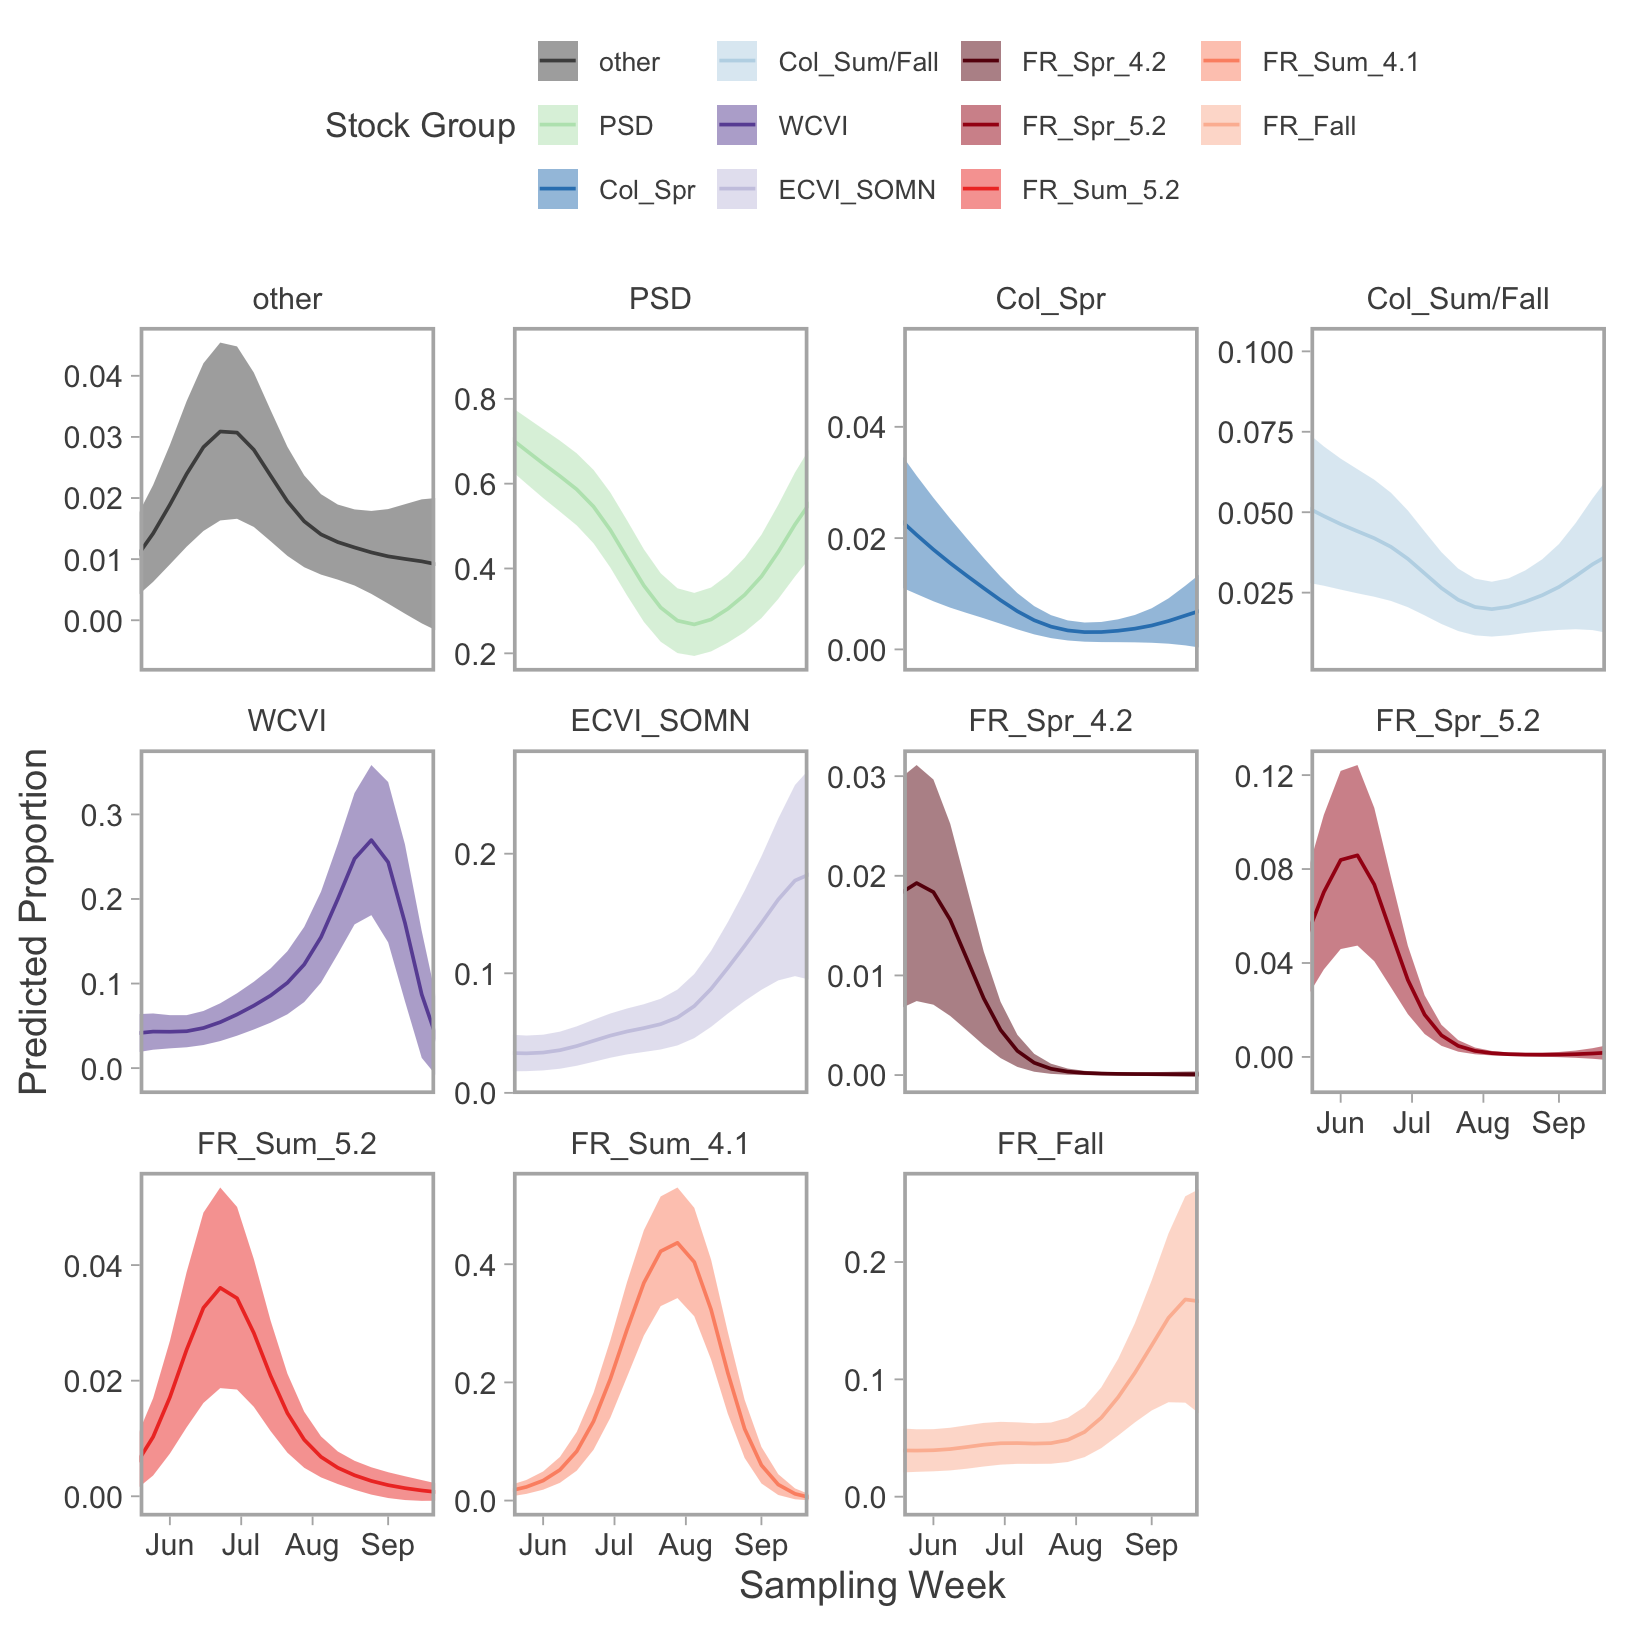 Stock Group
other
Col_Sum/Fall
FR_Spr_4.2
FR_Sum_4.1
PSD
WCVI
FR_Spr_5.2
FR_Fall
Col_Spr
ECVI_SOMN
FR_Sum_5.2
other
PSD
Col_Spr
Col_Sum/Fall
0.04
0.03
0.02
0.01
0.00
0.8
0.6
0.4
0.2
0.04
0.02
0.00
0.100
0.075
0.050
0.025
Predicted Proportion
WCVI
ECVI_SOMN
FR_Spr_4.2
FR_Spr_5.2
0.3
0.2
0.1
0.0
0.2
0.1
0.0
0.03
0.02
0.01
0.00
0.12
0.08
0.04
0.00
Jun Jul Aug Sep
FR_Sum_5.2
FR_Sum_4.1
FR_Fall
0.04
0.02
0.00
0.4
0.2
0.0
0.2
0.1
0.0
Jun Jul Aug Sep
Jun Jul Aug Sep
Jun Jul Aug Sep
Sampling Week